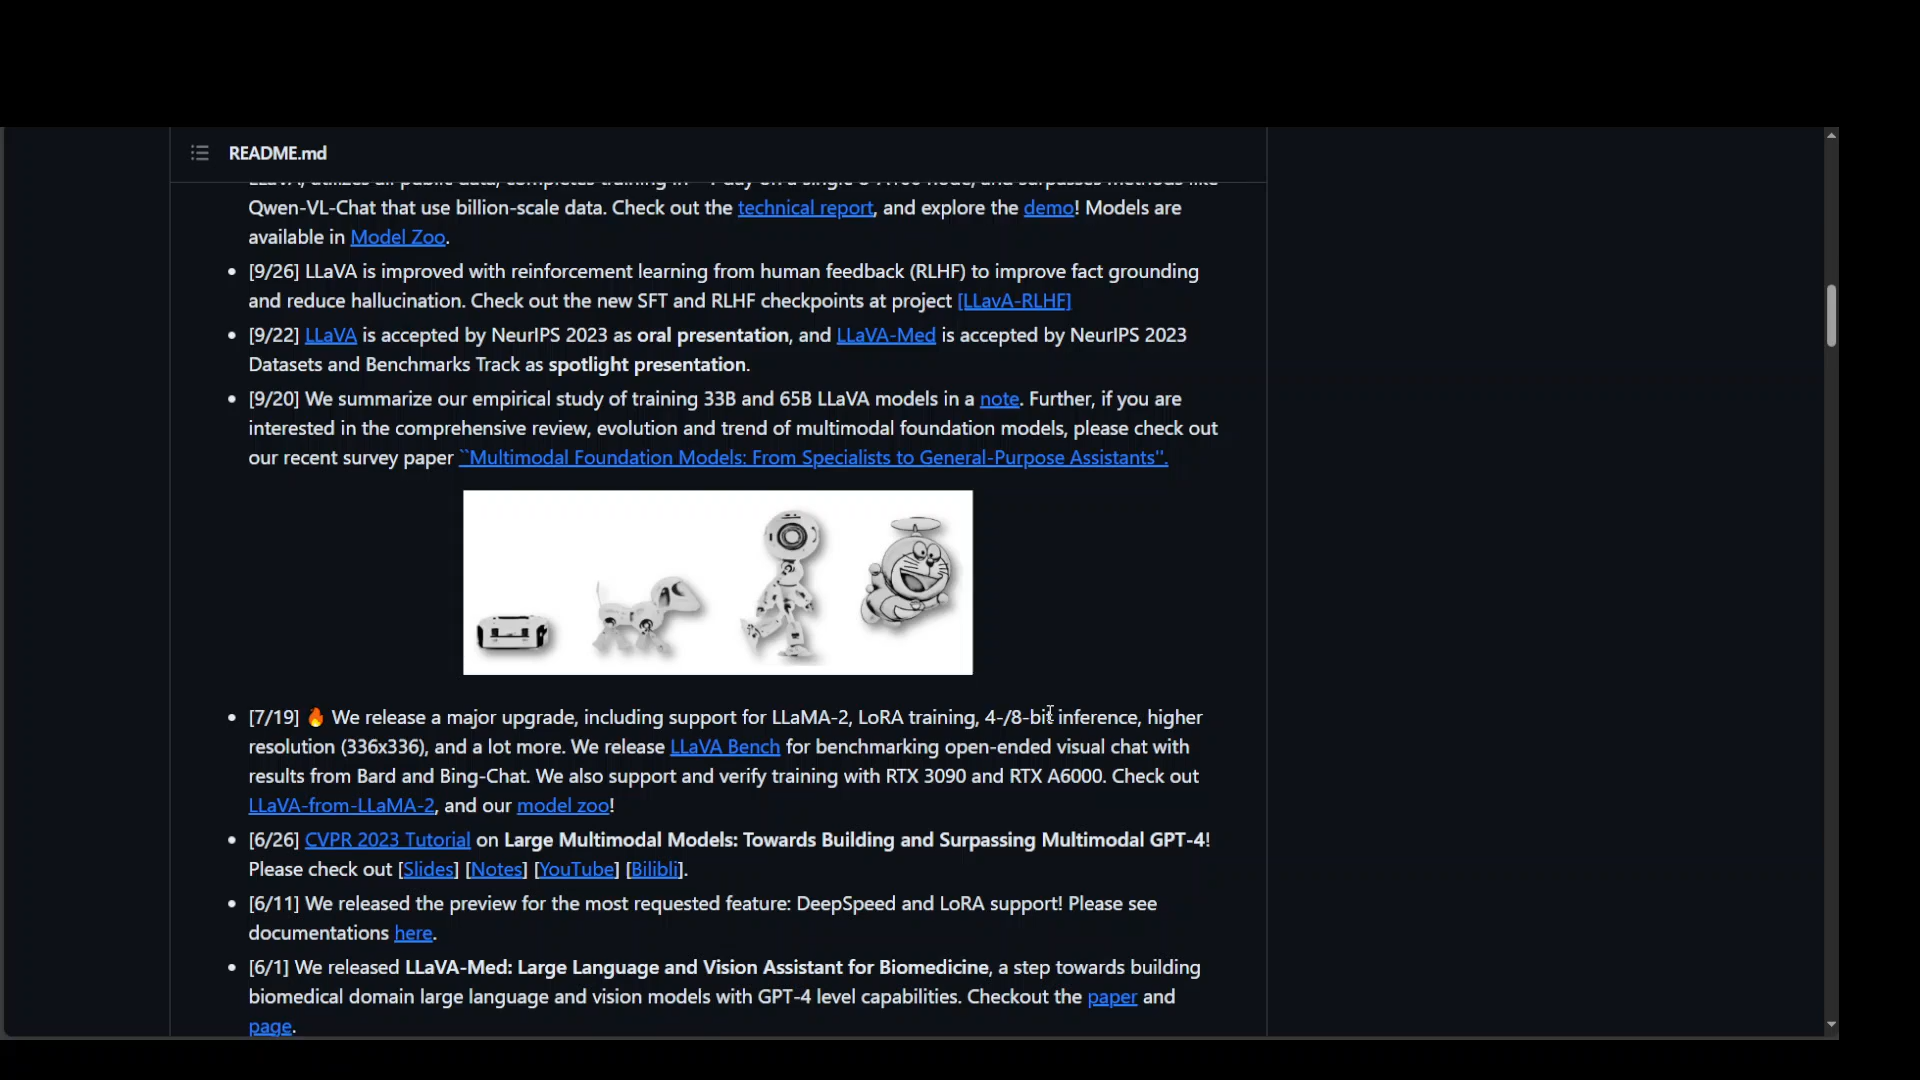 README.md
Qwen-VL-Chat that use billion-scale data. Check out the technical report, and explore the demo! Models are
available in Model Zoo.
[9/26] LLaVA is improved with reinforcement learning from human feedback (RLHF) to improve fact grounding
and reduce hallucination. Check out the new SFT and RLHF checkpoints at project [LLavA-RLHF]
[9/22] LLaVA is accepted by NeurIPS 2023 as oral presentation, and LLaVA-Med is accepted by NeurIPS 2023
Datasets and Benchmarks Track as spotlight presentation.
[9/20] We summarize our empirical study of training 33B and 65B LLaVA models in a note. Further, if you are
interested in the comprehensive review, evolution and trend of multimodal foundation models, please check out
our recent survey paper ``Multimodal Foundation Models: From Specialists to General-Purpose Assistants''.
[7/19] 🔥 We release a major upgrade, including support for LLaMA-2, LoRA training, 4-/8-bit inference, higher
resolution (336x336), and a lot more. We release LLaVA Bench for benchmarking open-ended visual chat with
results from Bard and Bing-Chat. We also support and verify training with RTX 3090 and RTX A6000. Check out
LLaVA-from-LLaMA-2, and our model zoo!
[6/26] CVPR 2023 Tutorial on Large Multimodal Models: Towards Building and Surpassing Multimodal GPT-4!
Please check out [Slides] [Notes] [YouTube] [Bilibli].
[6/11] We released the preview for the most requested feature: DeepSpeed and LoRA support! Please see
documentations here.
[6/1] We released LLaVA-Med: Large Language and Vision Assistant for Biomedicine, a step towards building
biomedical domain large language and vision models with GPT-4 level capabilities. Checkout the paper and
page.